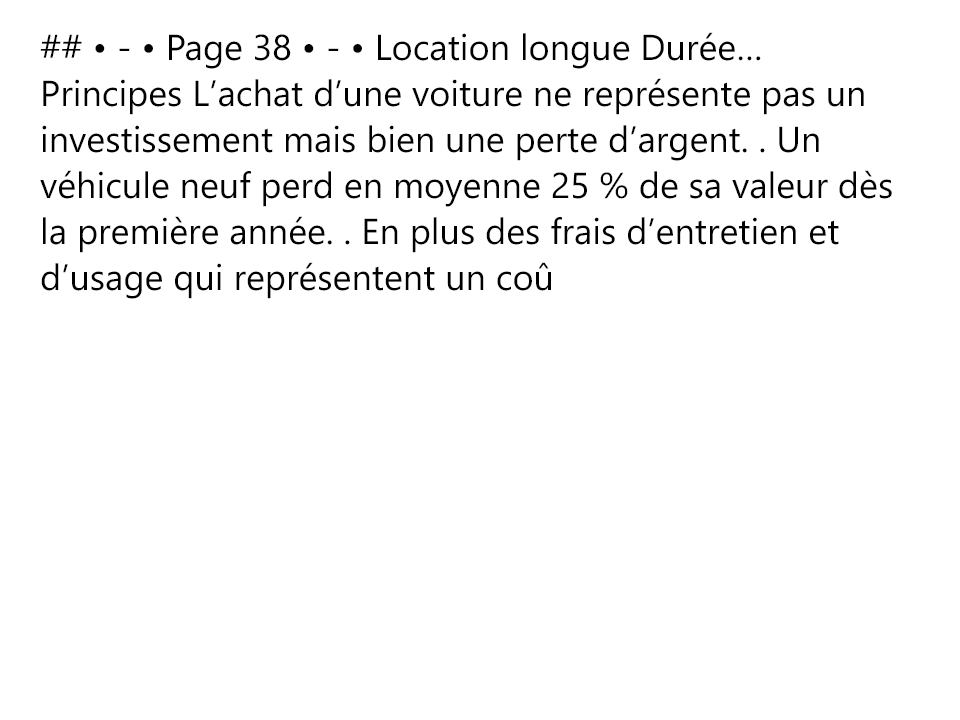 ## • - • Page 38 • - • Location longue Durée…
Principes L’achat d’une voiture ne représente pas un
investissement mais bien une perte d’argent. . Un
véhicule neuf perd en moyenne 25 % de sa valeur dès
la première année. . En plus des frais d’entretien et
d’usage qui représentent un coû